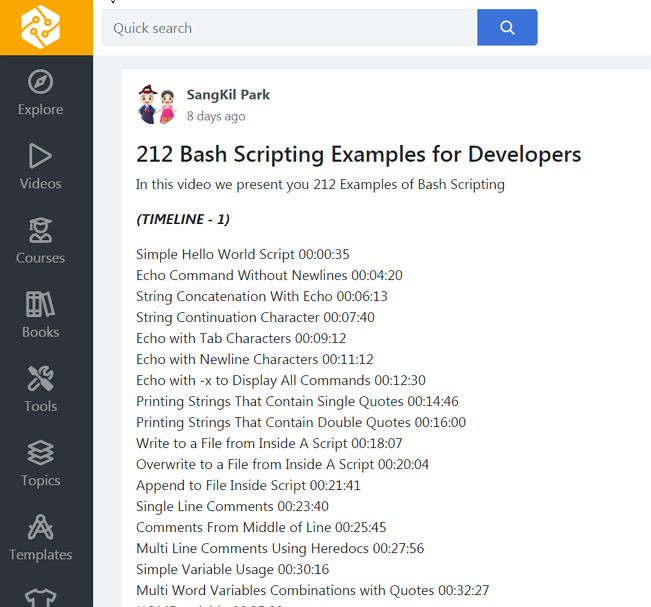 Quick search
Explore
Videos
Courses
Books
Tools
Topics
Templates
SangKil Park
8 days ago
212 Bash Scripting Examples for Developers
In this video we present you 212 Examples of Bash Scripting
(TIMELINE - 1)
Simple Hello World Script 00:00:35
Echo Command Without Newlines 00:04:20
String Concatenation With Echo 00:06:13
String Continuation Character 00:07:40
Echo with Tab Characters 00:09:12
Echo with Newline Characters 00:11:12
Echo with -x to Display All Commands 00:12:30
Printing Strings That Contain Single Quotes 00:14:46
Printing Strings That Contain Double Quotes 00:16:00
Write to a File from Inside A Script 00:18:07
Overwrite to a File from Inside A Script 00:20:04
Append to File Inside Script 00:21:41
Single Line Comments 00:23:40
Comments From Middle of Line 00:25:45
Multi Line Comments Using Heredocs 00:27:56
Simple Variable Usage 00:30:16
Multi Word Variables Combinations with Quotes 00:32:27